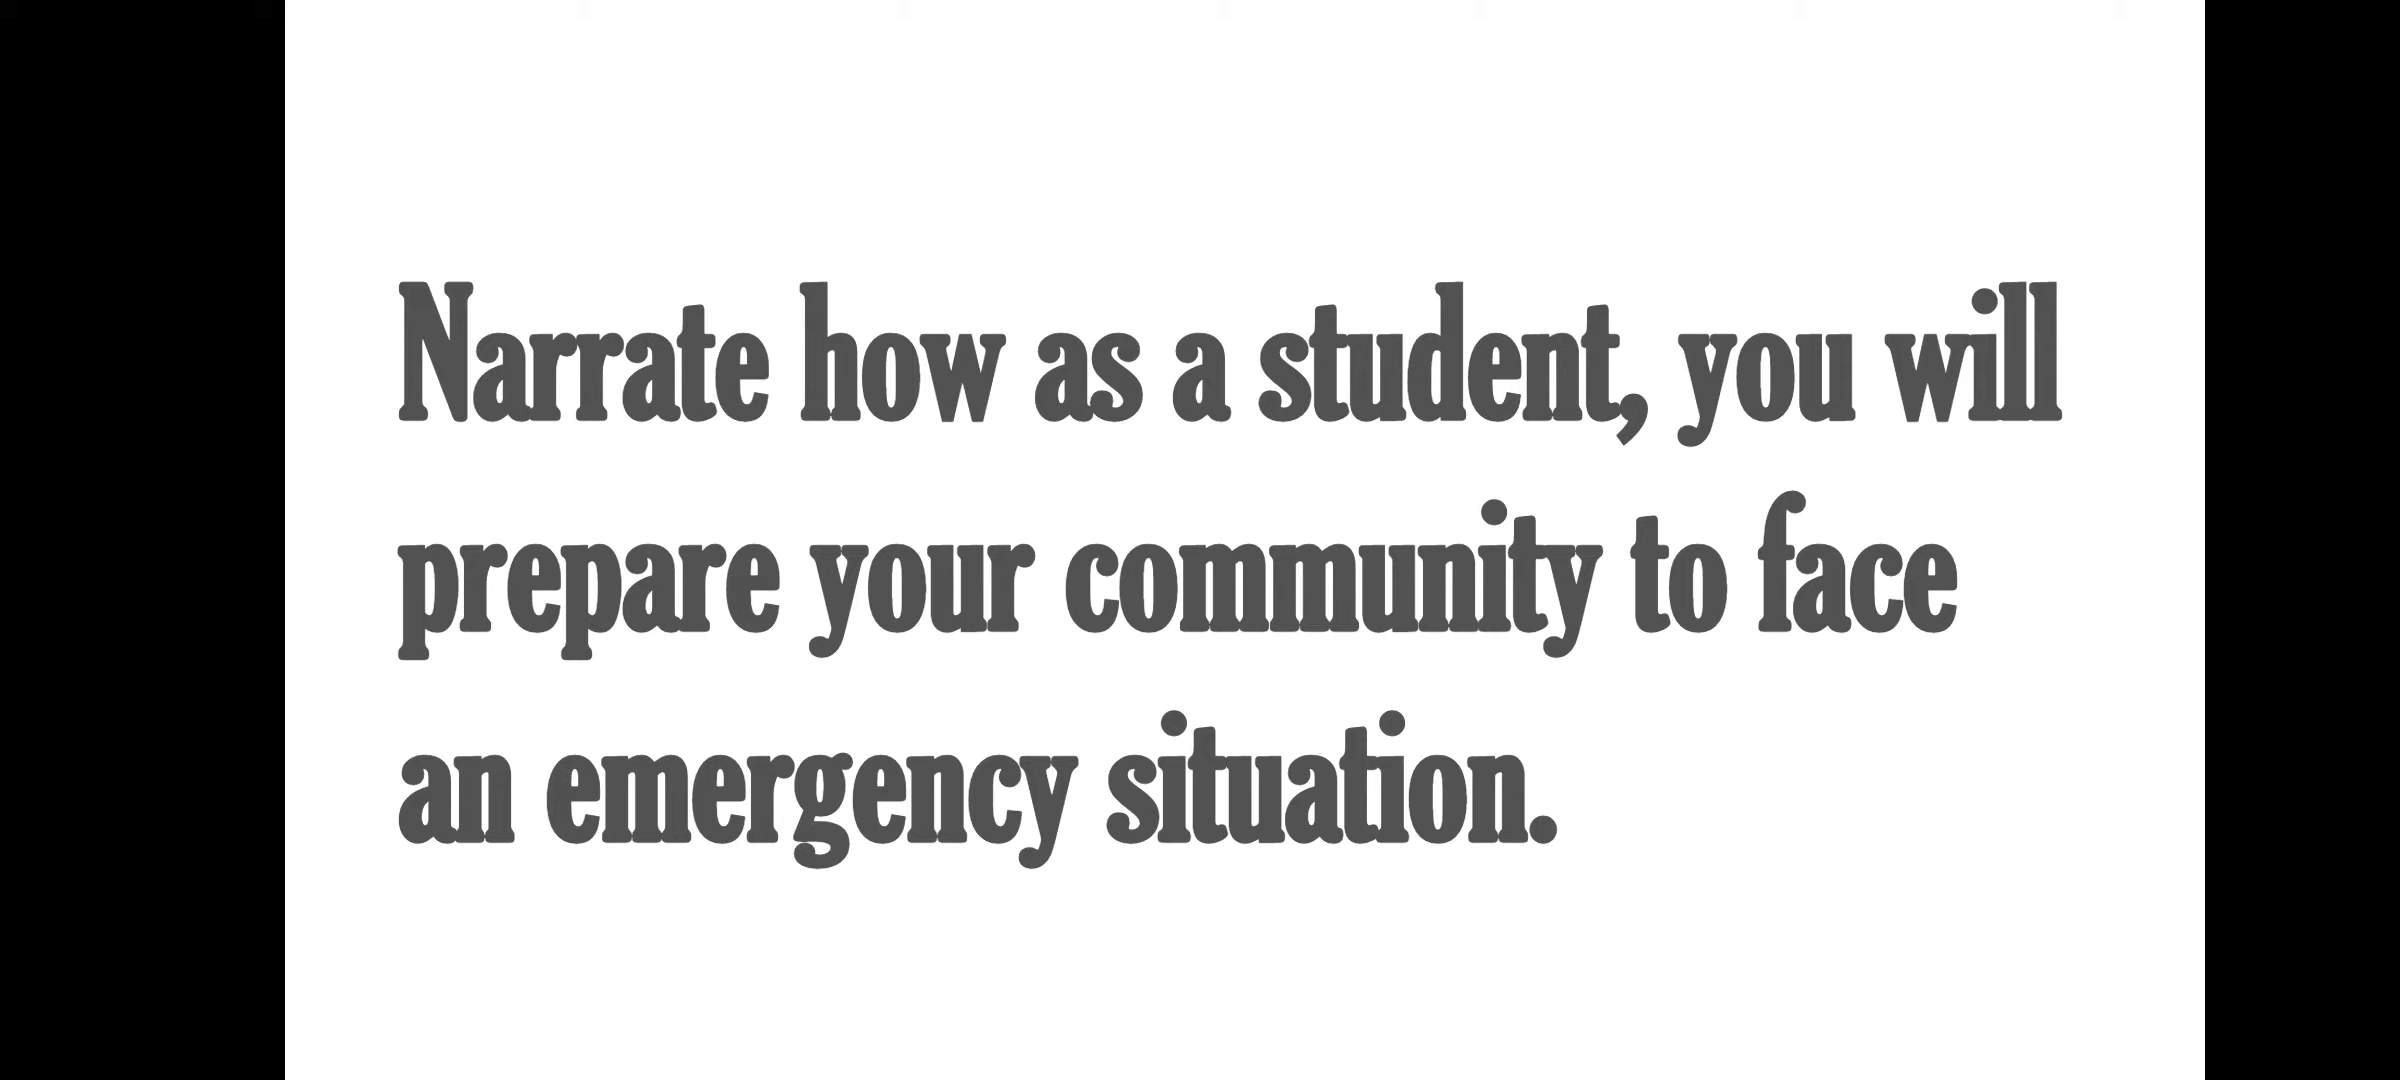 Narrate how as a student, you will
prepare your community to face
an emergency situation.